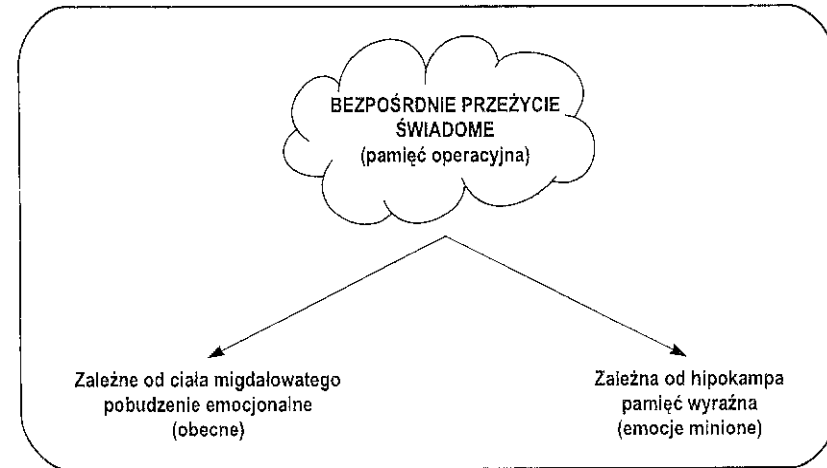 BEZPOŚRDNIE PRZEŻYCIE
ŚWIADOME
(pamięć operacyjna)
Zależne od ciała migdałowatego
pobudzenie emocjonalne
(obecne)
Zależna od hipokampa
pamięć wyraźna
(emocje minione)